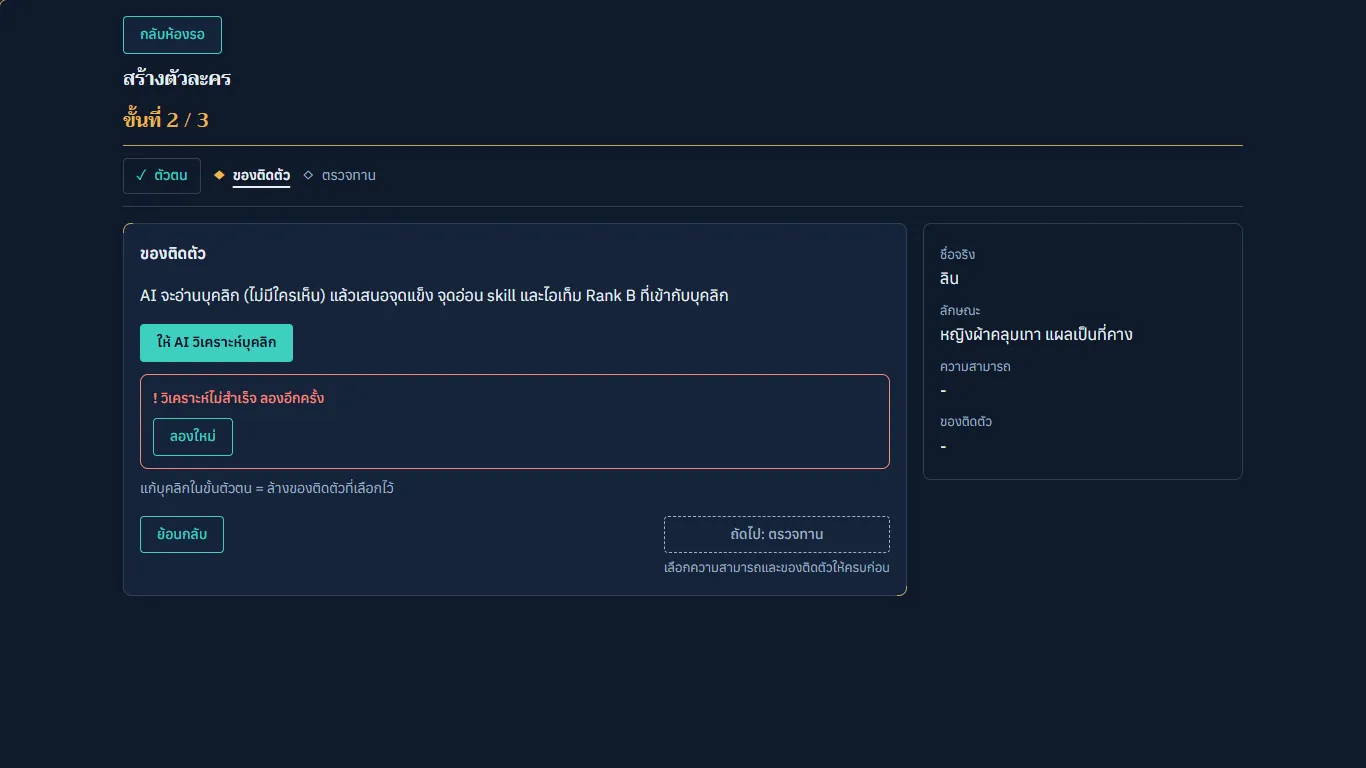 กลับห้องรอ
สร้างตัวละคร
ขั้นที่ 2 / 3
✓ ตัวตน
◆ ของติดตัว
◇ ตรวจทาน
ของติดตัว
AI จะอ่านบุคลิก (ไม่มีใครเห็น) แล้วเสนอจุดแข็ง จุดอ่อน skill และไอเท็ม Rank B ที่เข้ากับบุคลิก
ให้ AI วิเคราะห์บุคลิก
! วิเคราะห์ไม่สำเร็จ ลองอีกครั้ง
ลองใหม่
แก้บุคลิกในขั้นตัวตน = ล้างของติดตัวที่เลือกไว้
ย้อนกลับ
ถัดไป: ตรวจทาน
เลือกความสามารถและของติดตัวให้ครบก่อน
ชื่อจริง
ลิน
ลักษณะ
หญิงผ้าคลุมเทา แผลเป็นที่คาง
ความสามารถ
-
ของติดตัว
-